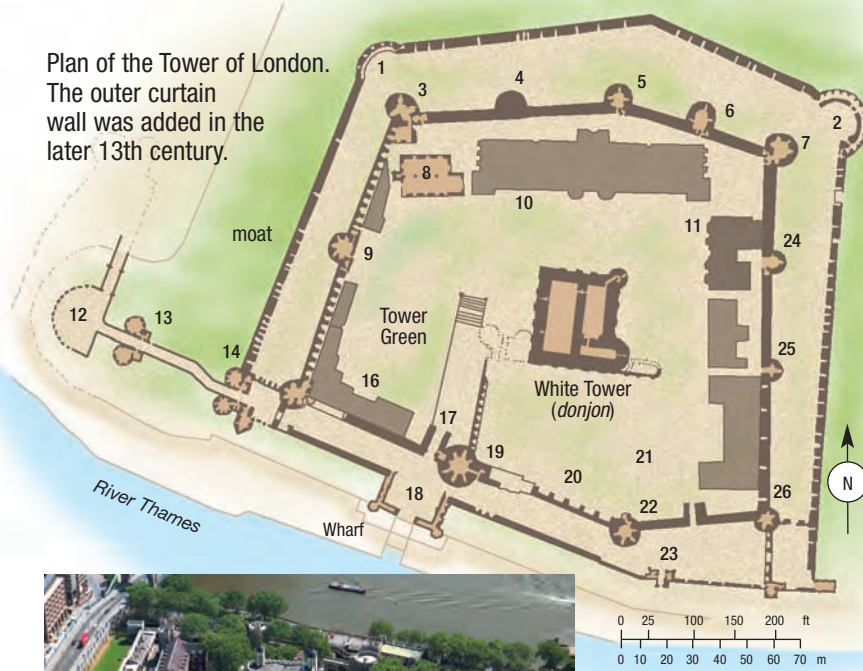 Plan of the Tower of London.
The outer curtain
wall was added in the
later 13th century.
1
2
3
4
5
6
7
8
9
10
11
12
13
14
16
17
18
19
20
21
22
23
24
25
26
moat
Tower
Green
White Tower
(donjon)
River Thames
Wharf
N
0 25 100 150 200 ft
0 10 20 30 40 50 60 70 m